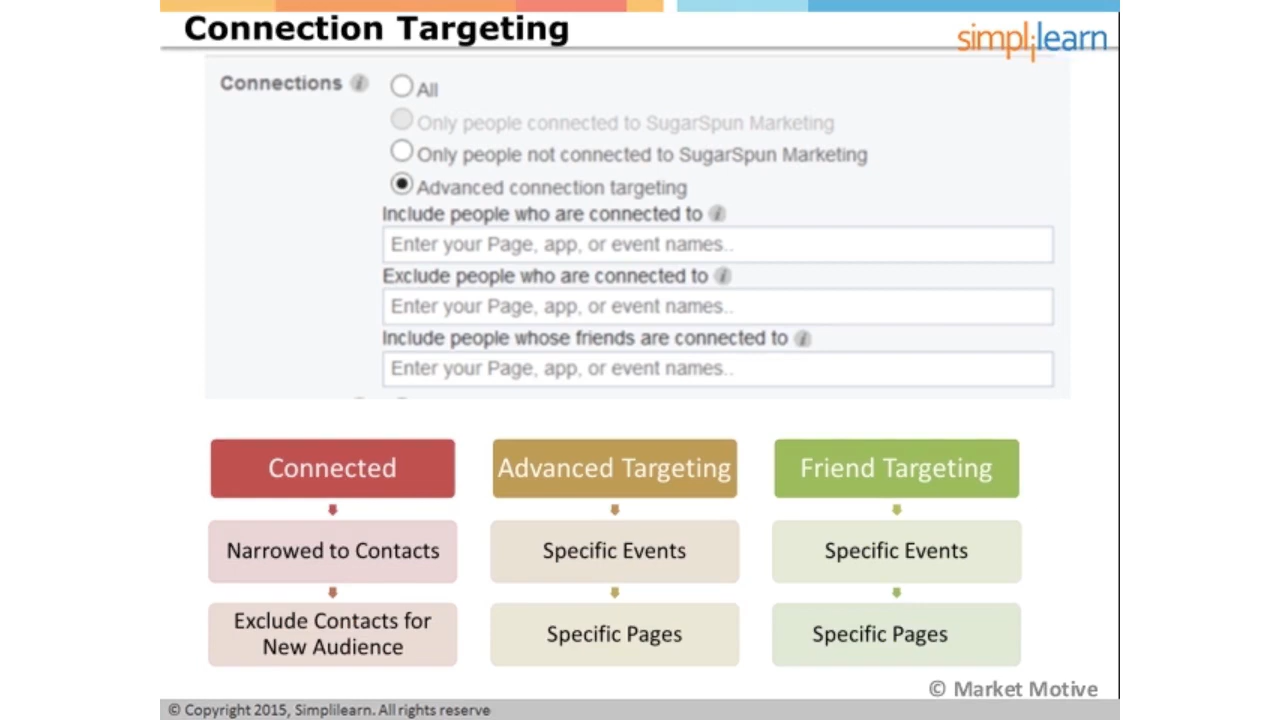 Connection Targeting
simplilearn
Connections
All
Only people connected to SugarSpun Marketing
Only people not connected to SugarSpun Marketing
Advanced connection targeting
Include people who are connected to
Enter your Page, app, or event names..
Exclude people who are connected to
Enter your Page, app, or event names..
Include people whose friends are connected to
Enter your Page, app, or event names..
Connected
Advanced Targeting
Friend Targeting
Narrowed to Contacts
Specific Events
Specific Events
Exclude Contacts for
New Audience
Specific Pages
Specific Pages
© Market Motive
© Copyright 2015, Simplilearn. All rights reserve